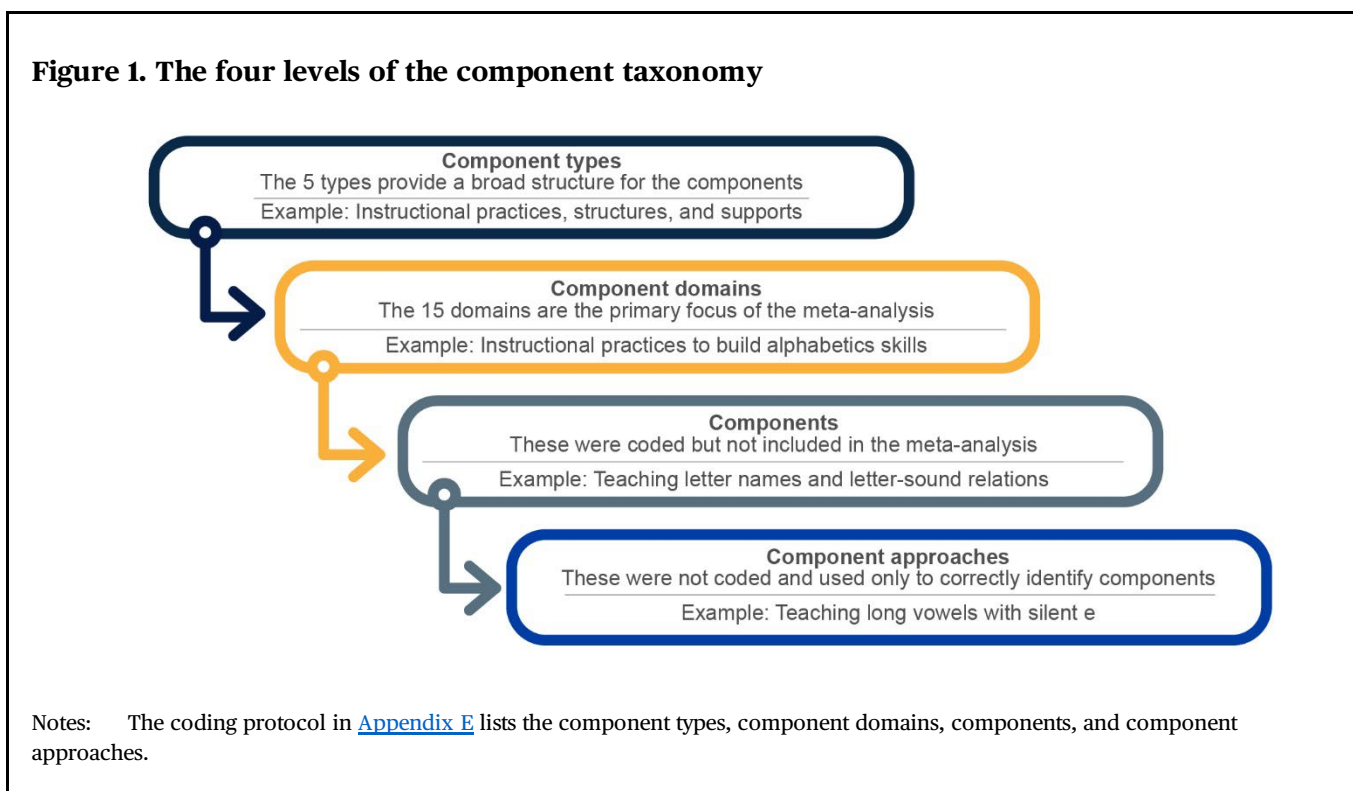 Figure 1. The four levels of the component taxonomy
Component types
The 5 types provide a broad structure for the components
Example: Instructional practices, structures, and supports
Component domains
The 15 domains are the primary focus of the meta-analysis
Example: Instructional practices to build alphabetics skills
Components
These were coded but not included in the meta-analysis
Example: Teaching letter names and letter-sound relations
Component approaches
These were not coded and used only to correctly identify components
Example: Teaching long vowels with silent e
Notes: The coding protocol in Appendix E lists the component types, component domains, components, and component
approaches.